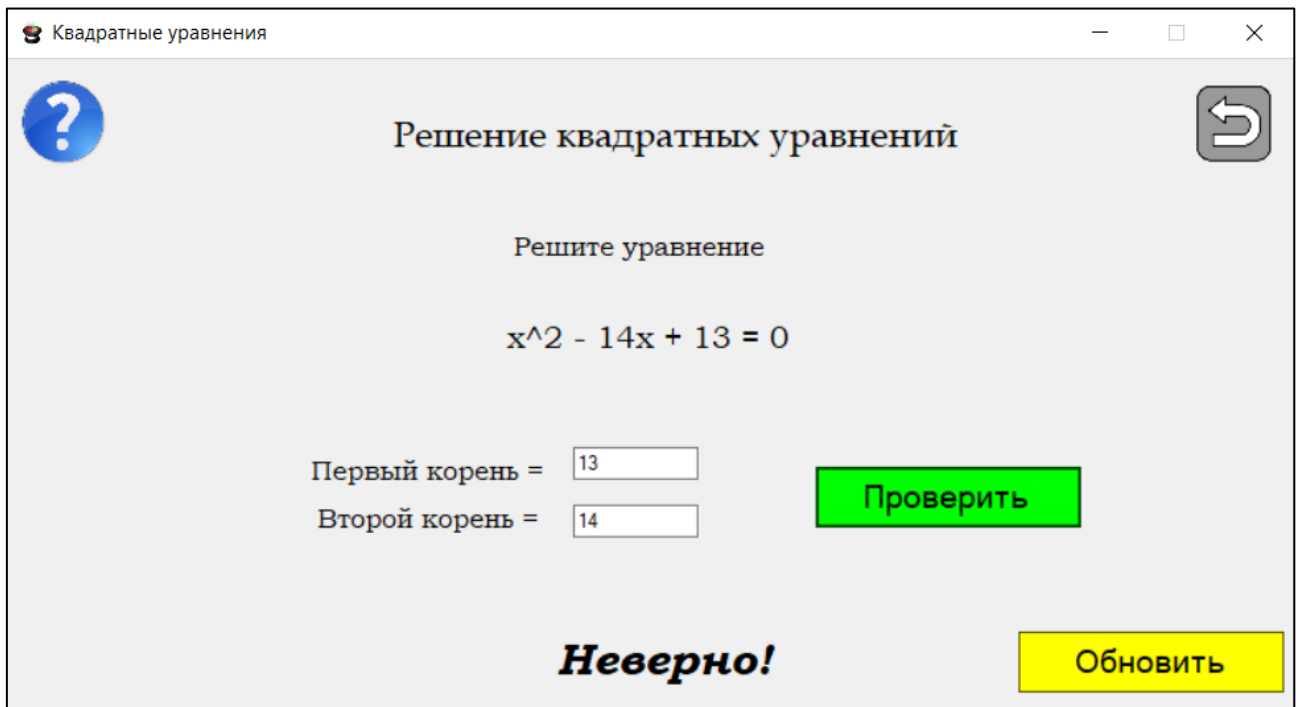 Квадратные уравнения
?
Решение квадратных уравнений
Решите уравнение
x^2 - 14x + 13 = 0
Первый корень = 13
Второй корень = 14
Проверить
Неверно!
Обновить